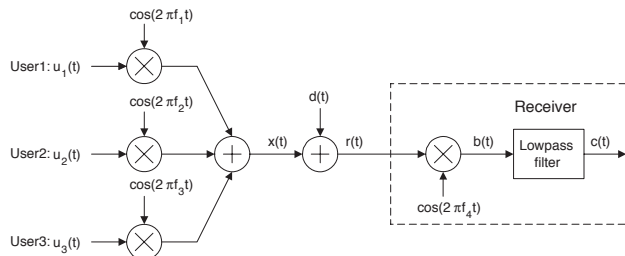 cos(2 πf1t)
User1: u1(t)
cos(2 πf2t)
d(t)
Receiver
User2: u2(t)
x(t)
r(t)
b(t)
Lowpass
filter
c(t)
cos(2 πf3t)
cos(2 πf4t)
User3: u3(t)